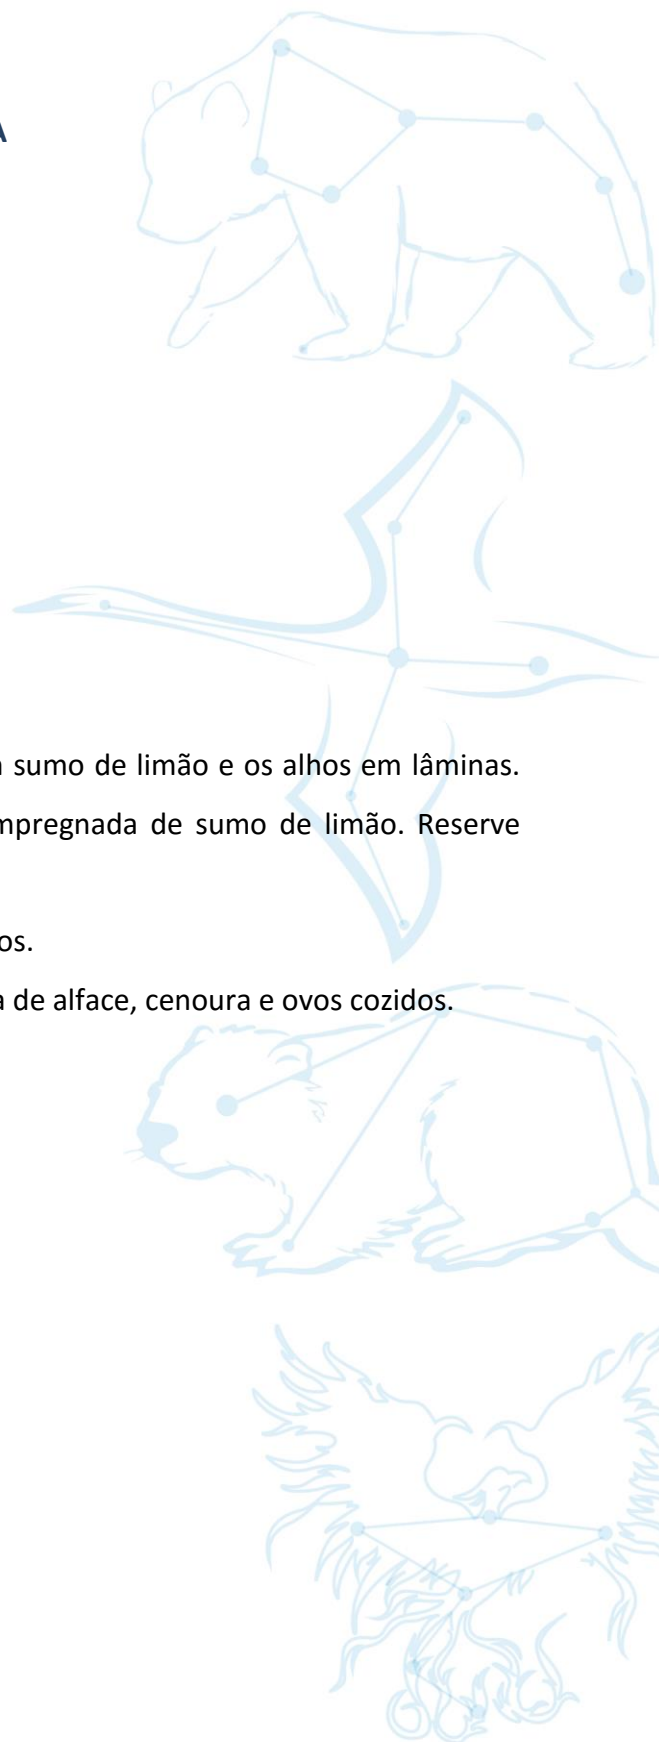 A
sumo de limão e os alhos em lâminas.
mpregnada de sumo de limão. Reserve
os.
a de alface, cenoura e ovos cozidos.